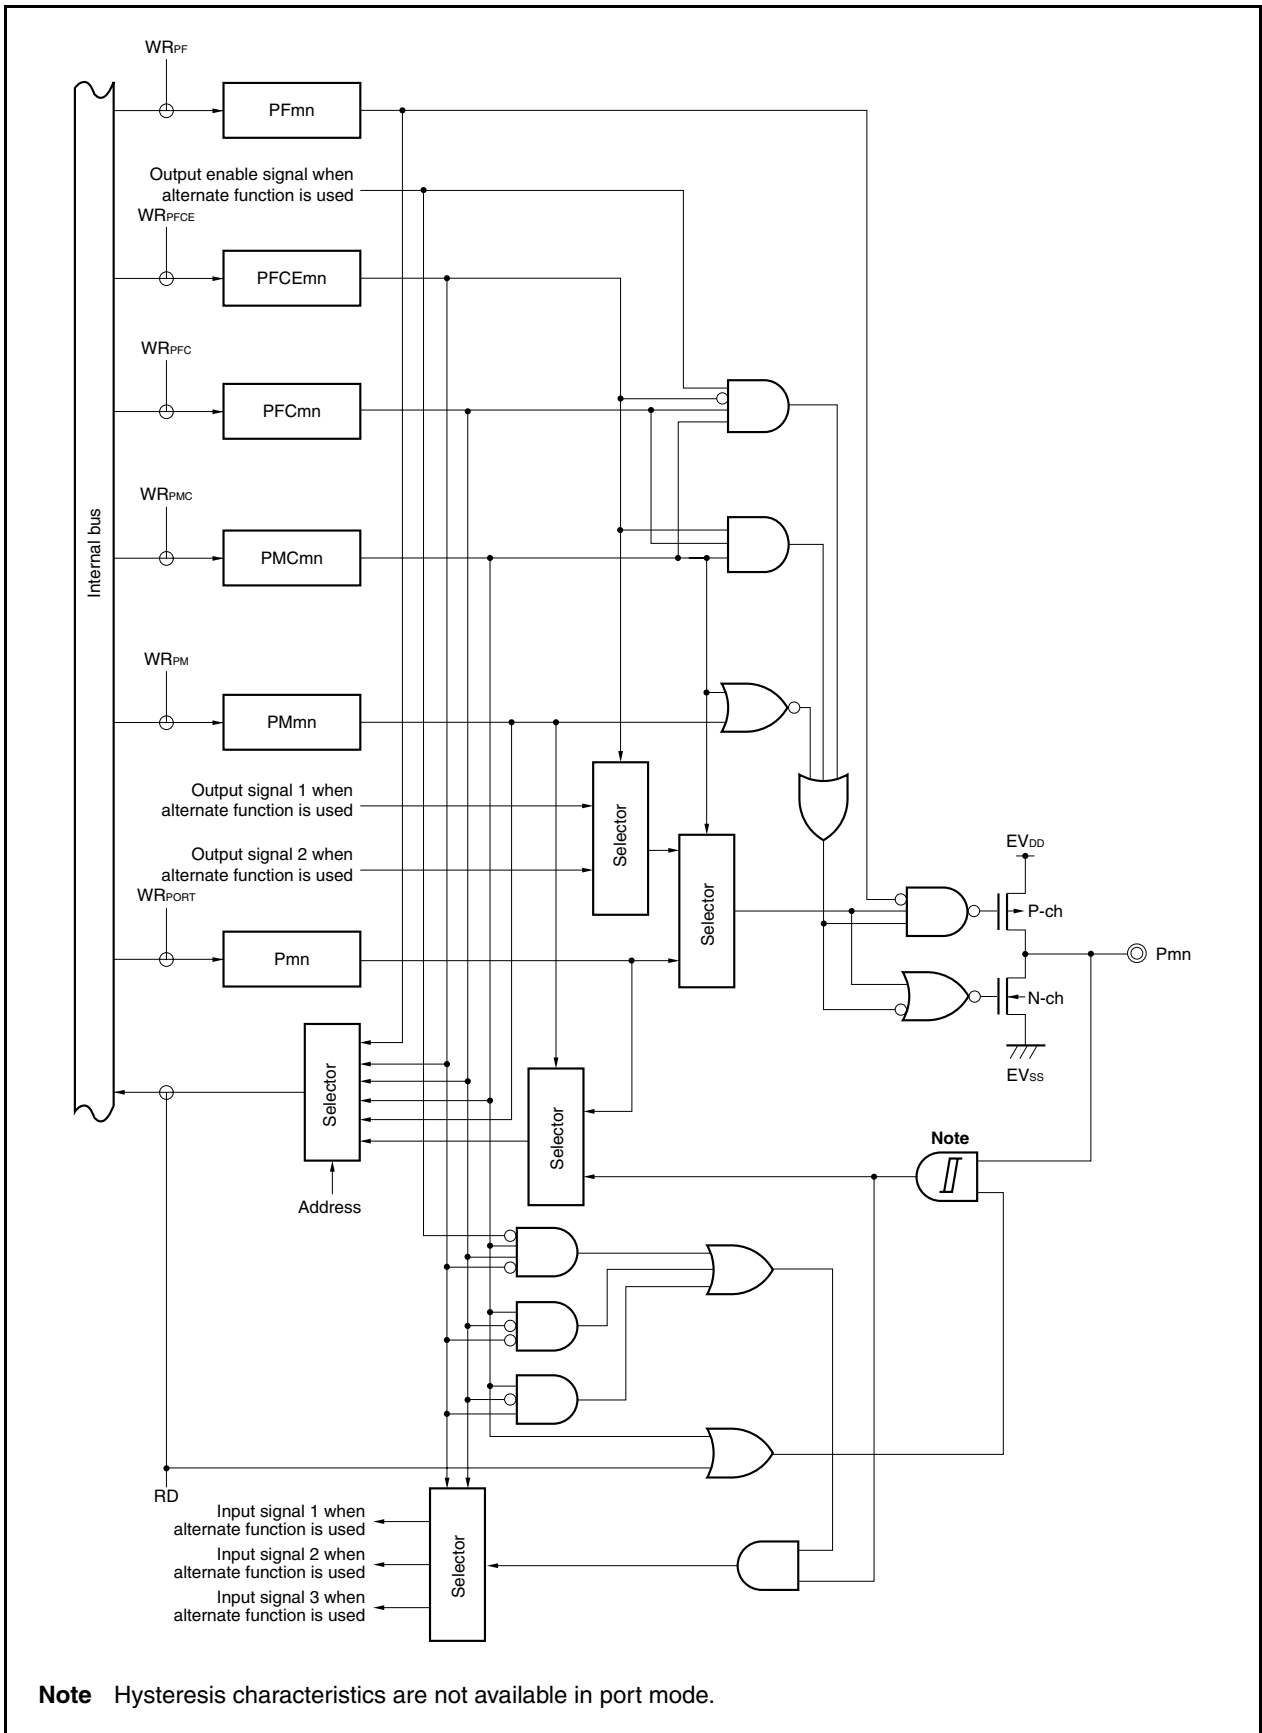 WRPF
PFmn
Output enable signal when
alternate function is used
WRPFCE
PFCEmn
WRPFC
PFCmn
WRPMC
Internal bus
PMCmn
WRPM
PMmn
Output signal 1 when
alternate function is used
Selector
Output signal 2 when
alternate function is used
Selector
WRPORT
Pmn
EVDD
P-ch
Pmn
N-ch
EVSS
Selector
Selector
Address
Note
RD
Input signal 1 when
alternate function is used
Input signal 2 when
alternate function is used
Input signal 3 when
alternate function is used
Selector
Note Hysteresis characteristics are not available in port mode.